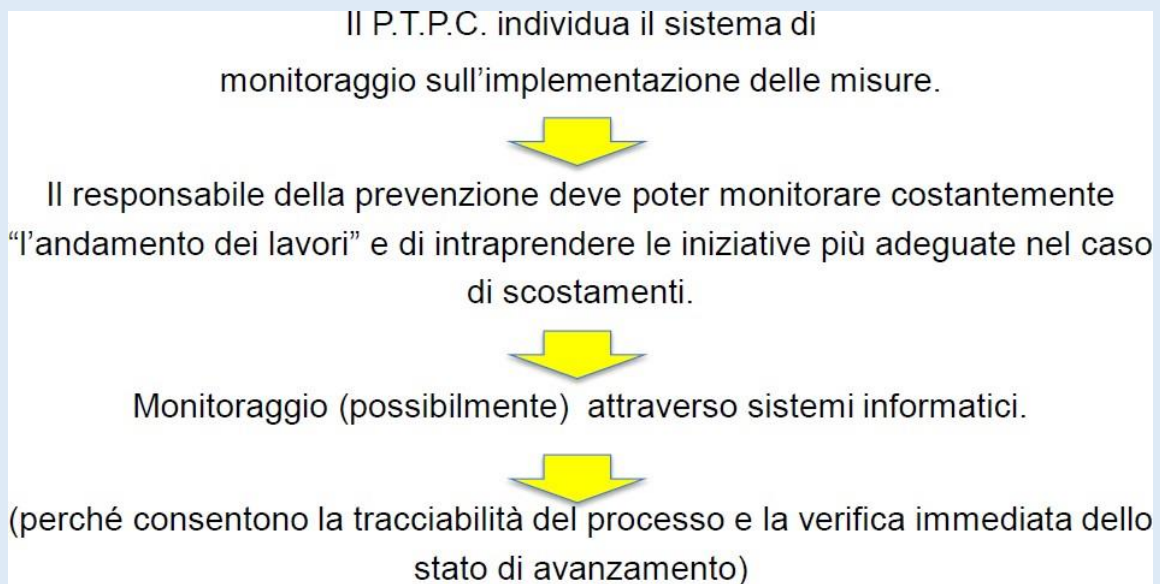 Il P.T.P.C. individua il sistema di
monitoraggio sull’implementazione delle misure.
Il responsabile della prevenzione deve poter monitorare costantemente
“l’andamento dei lavori” e di intraprendere le iniziative più adeguate nel caso
di scostamenti.
Monitoraggio (possibilmente) attraverso sistemi informatici.
(perché consentono la tracciabilità del processo e la verifica immediata dello
stato di avanzamento)